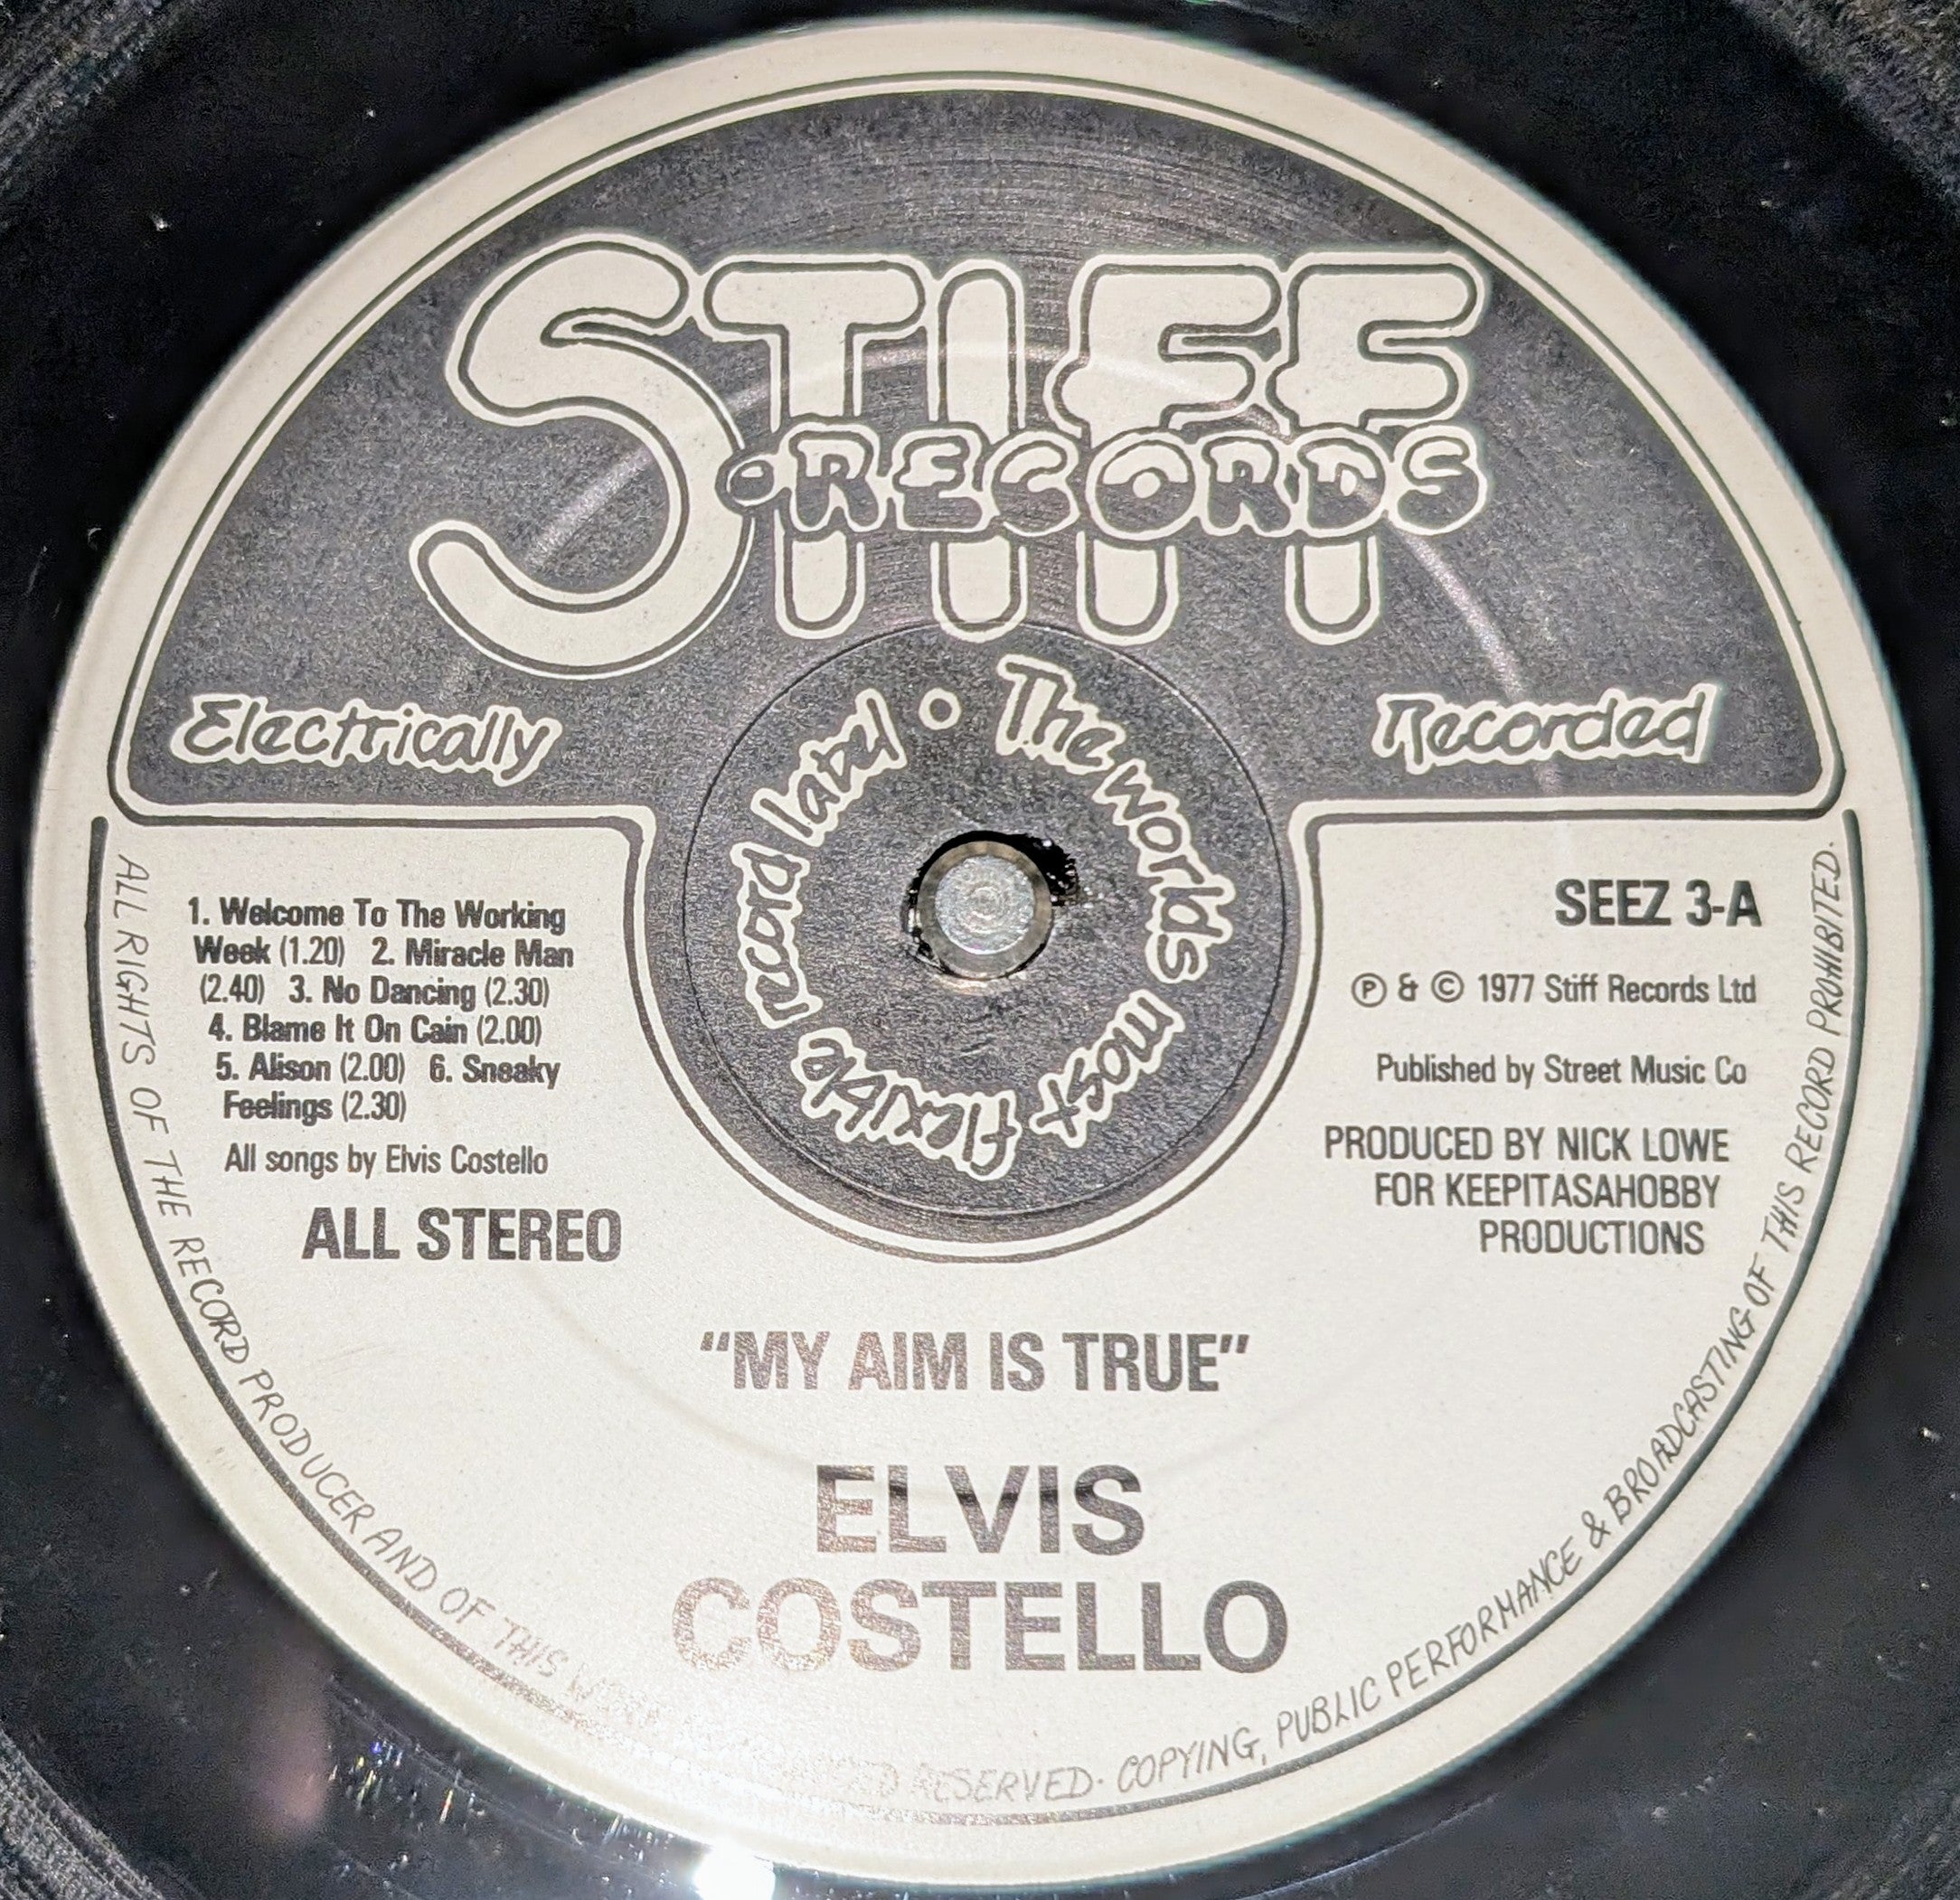 STIFF
·RECORDS
Electrically
Recorded
The worlds most flexible record label
1. Welcome To The Working
Week (1.20) 2. Miracle Man
(2.40) 3. No Dancing (2.30)
4. Blame It On Cain (2.00)
5. Alison (2.00) 6. Sneaky
Feelings (2.30)
All songs by Elvis Costello
ALL STEREO
SEEZ 3-A
Ⓟ & © 1977 Stiff Records Ltd
Published by Street Music Co
PRODUCED BY NICK LOWE
FOR KEEPITASAHOBBY
PRODUCTIONS
"MY AIM IS TRUE"
ELVIS
COSTELLO
ALL RIGHTS OF THE RECORD PRODUCER AND OF THIS RESERVED. COPYING, PUBLIC PERFORMANCE & BROADCASTING OF THIS RECORD PROHIBITED.